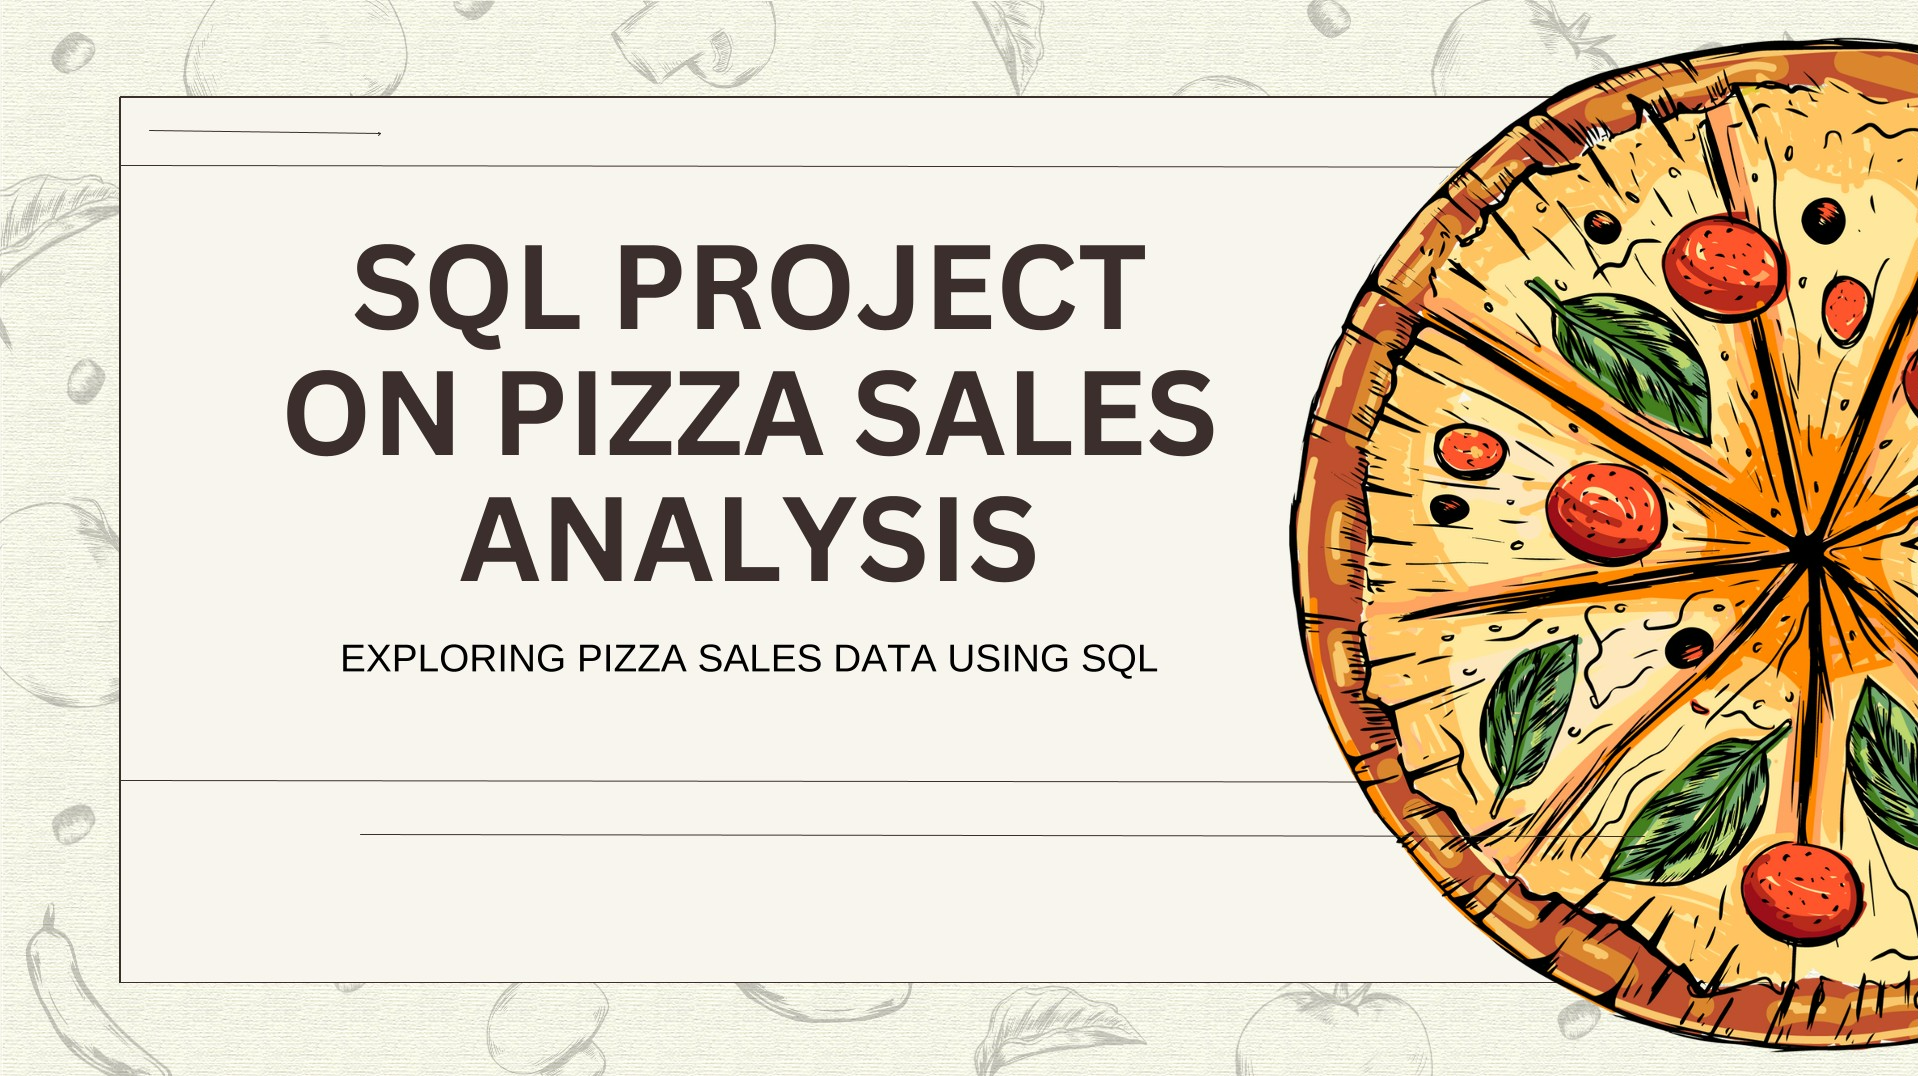 SQL PROJECT
ON PIZZA SALES
ANALYSIS
EXPLORING PIZZA SALES DATA USING SQL